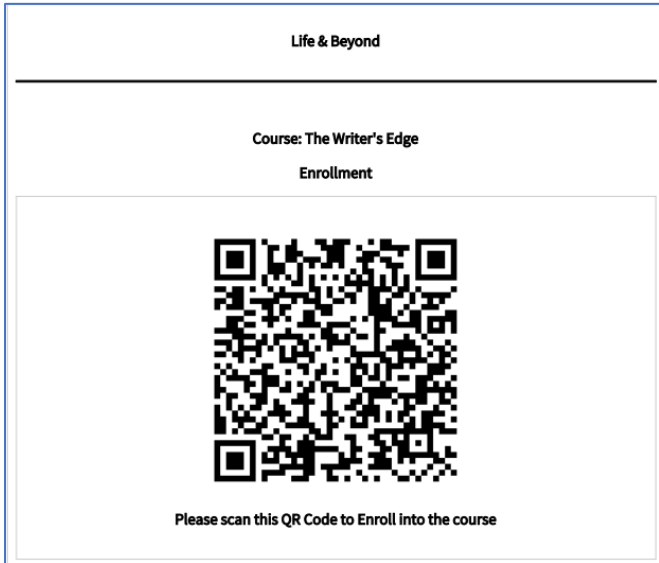 Life & Beyond
Course: The Writer's Edge
Enrollment
Please scan this QR Code to Enroll into the course